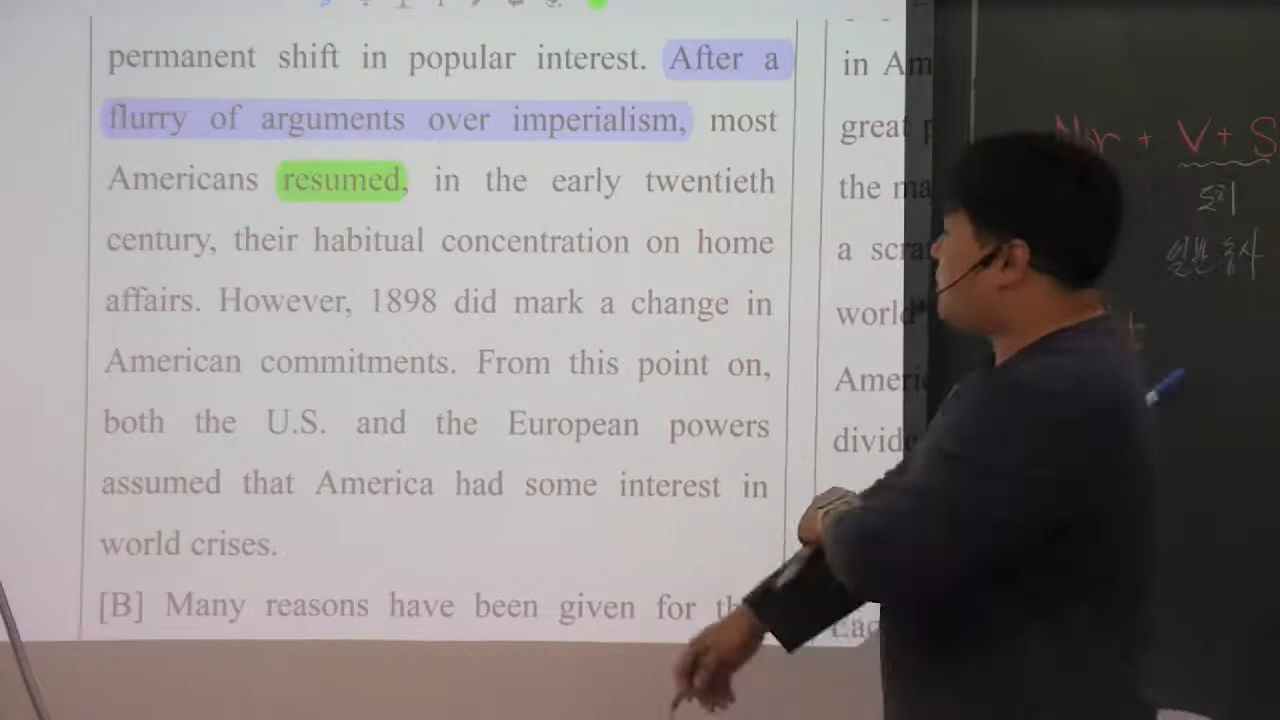 permanent shift in popular interest. After a
flurry of arguments over imperialism, most
Americans resumed, in the early twentieth
century, their habitual concentration on home
affairs. However, 1898 did mark a change in
American commitments. From this point on,
both the U.S. and the European powers
assumed that America had some interest in
world crises.
[B] Many reasons have been given for
in
great
the
a
world
divide
+ V + S
도치
일반동사